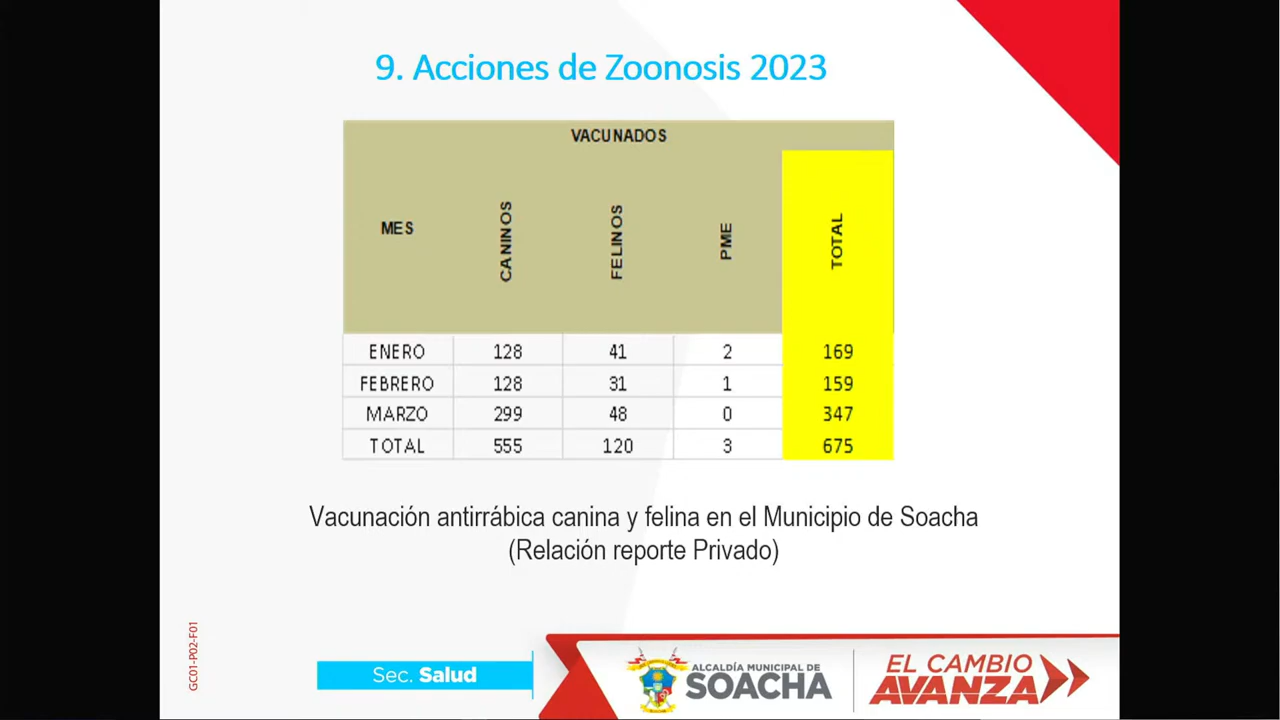 9. Acciones de Zoonosis 2023
VACUNADOS
MES CANINOS FELINOS PME TOTAL
ENERO 128 41 2 169
FEBRERO 128 31 1 159
MARZO 299 48 0 347
TOTAL 555 120 3 675
Vacunación antirrábica canina y felina en el Municipio de Soacha
(Relación reporte Privado)
GC01-P02-F01
Sec. Salud
ALCALDÍA MUNICIPAL DE
SOACHA
EL CAMBIO
AVANZA